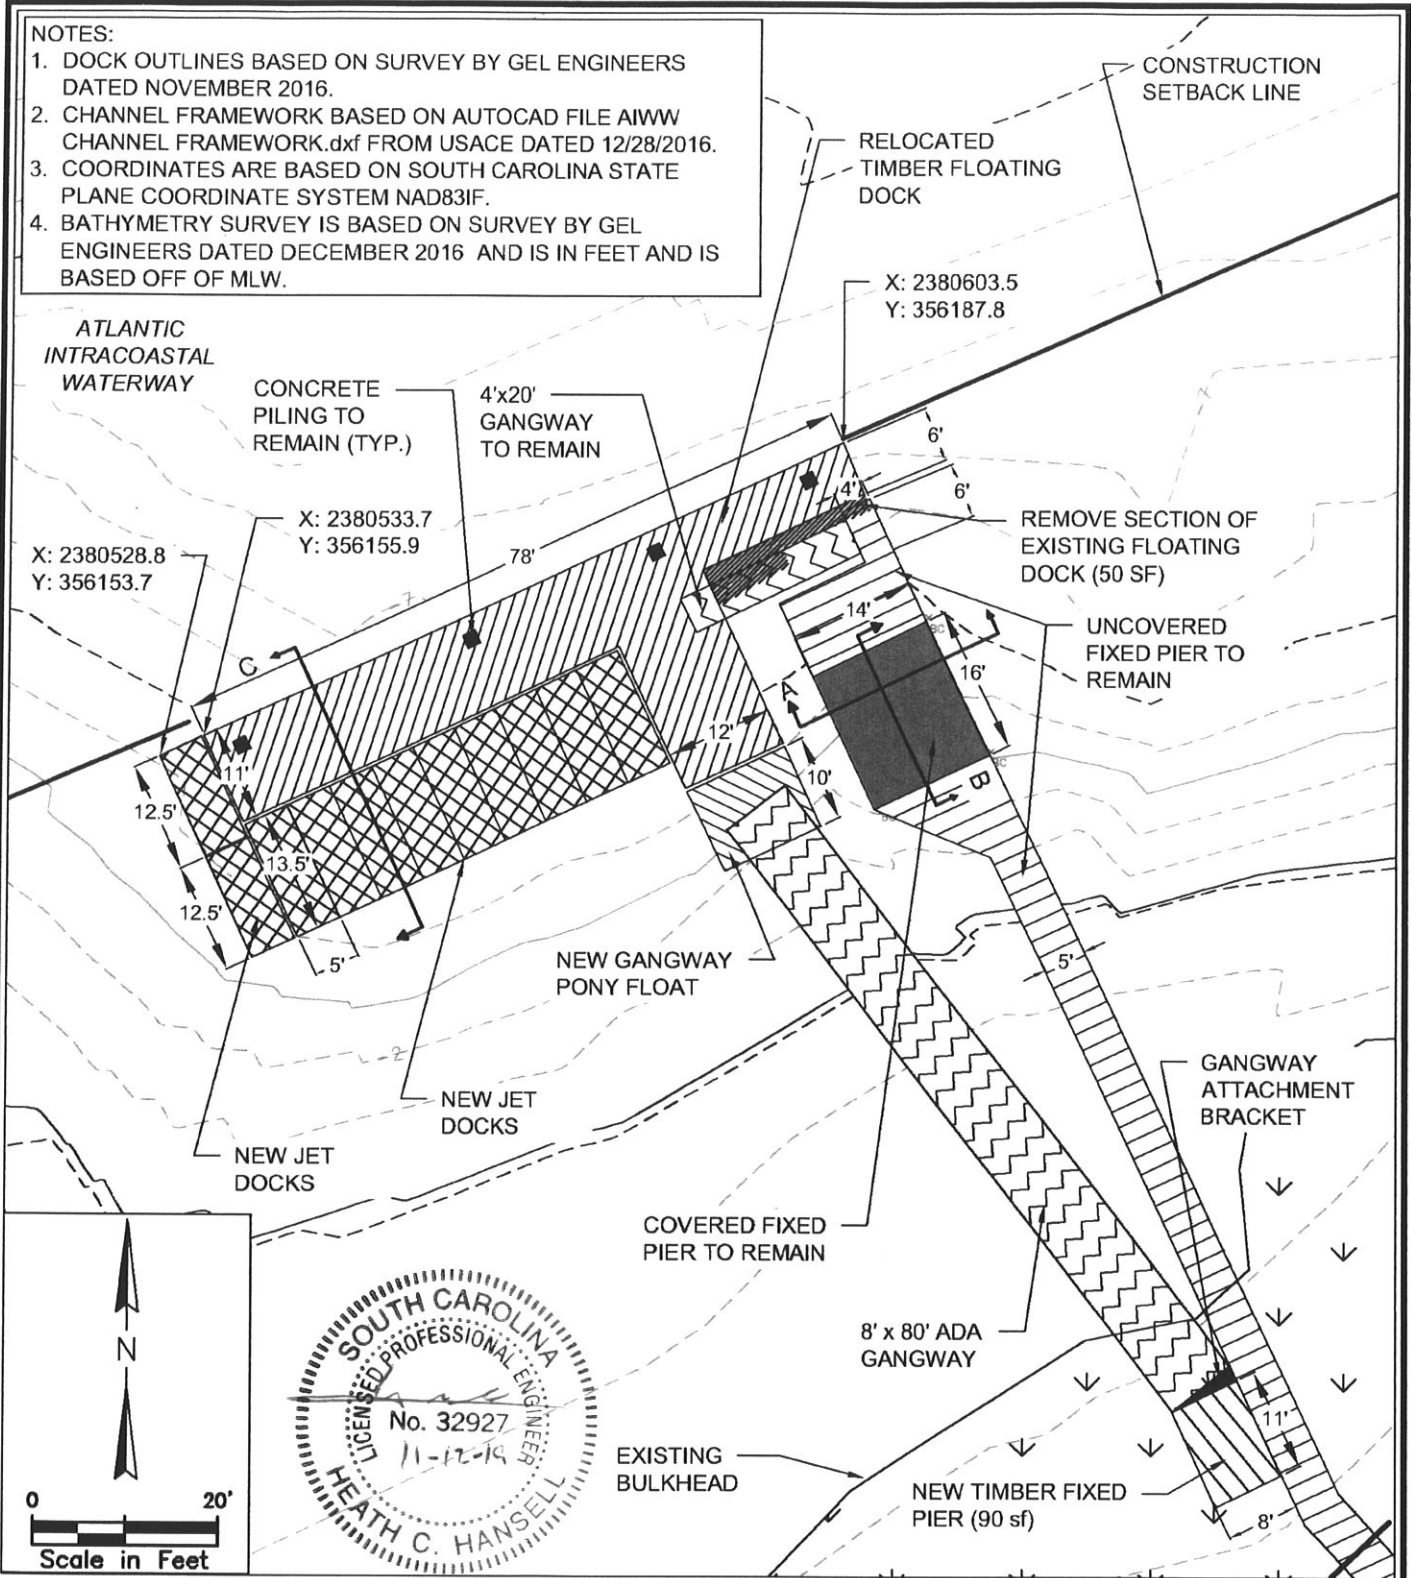 NOTES:
1. DOCK OUTLINES BASED ON SURVEY BY GEL ENGINEERS
DATED NOVEMBER 2016.
2. CHANNEL FRAMEWORK BASED ON AUTOCAD FILE AIWW
CHANNEL FRAMEWORK.dxf FROM USACE DATED 12/28/2016.
3. COORDINATES ARE BASED ON SOUTH CAROLINA STATE
PLANE COORDINATE SYSTEM NAD83IF.
4. BATHYMETRY SURVEY IS BASED ON SURVEY BY GEL
ENGINEERS DATED DECEMBER 2016 AND IS IN FEET AND IS
BASED OFF OF MLW.
CONSTRUCTION
SETBACK LINE
RELOCATED
TIMBER FLOATING
DOCK
X: 2380603.5
Y: 356187.8
ATLANTIC
INTRACOASTAL
WATERWAY
CONCRETE
PILING TO
REMAIN (TYP.)
4'x20'
GANGWAY
TO REMAIN
6'
6'
4'
X: 2380533.7
Y: 356155.9
X: 2380528.8
Y: 356153.7
78'
REMOVE SECTION OF
EXISTING FLOATING
DOCK (50 SF)
-7
14'
BC
UNCOVERED
FIXED PIER TO
REMAIN
C
16'
A
12'
11'
10'
BC
B
12.5'
13.5'
BC
12.5'
5'
NEW GANGWAY
PONY FLOAT
5'
-2
NEW JET
DOCKS
NEW JET
DOCKS
GANGWAY
ATTACHMENT
BRACKET
COVERED FIXED
PIER TO REMAIN
8' x 80' ADA
GANGWAY
11'
EXISTING
BULKHEAD
NEW TIMBER FIXED
PIER (90 sf)
8'
N
0 20'
Scale in Feet
SOUTH CAROLINA
LICENSED PROFESSIONAL ENGINEER
No. 32927
11-12-19
HEATH C. HANSELL